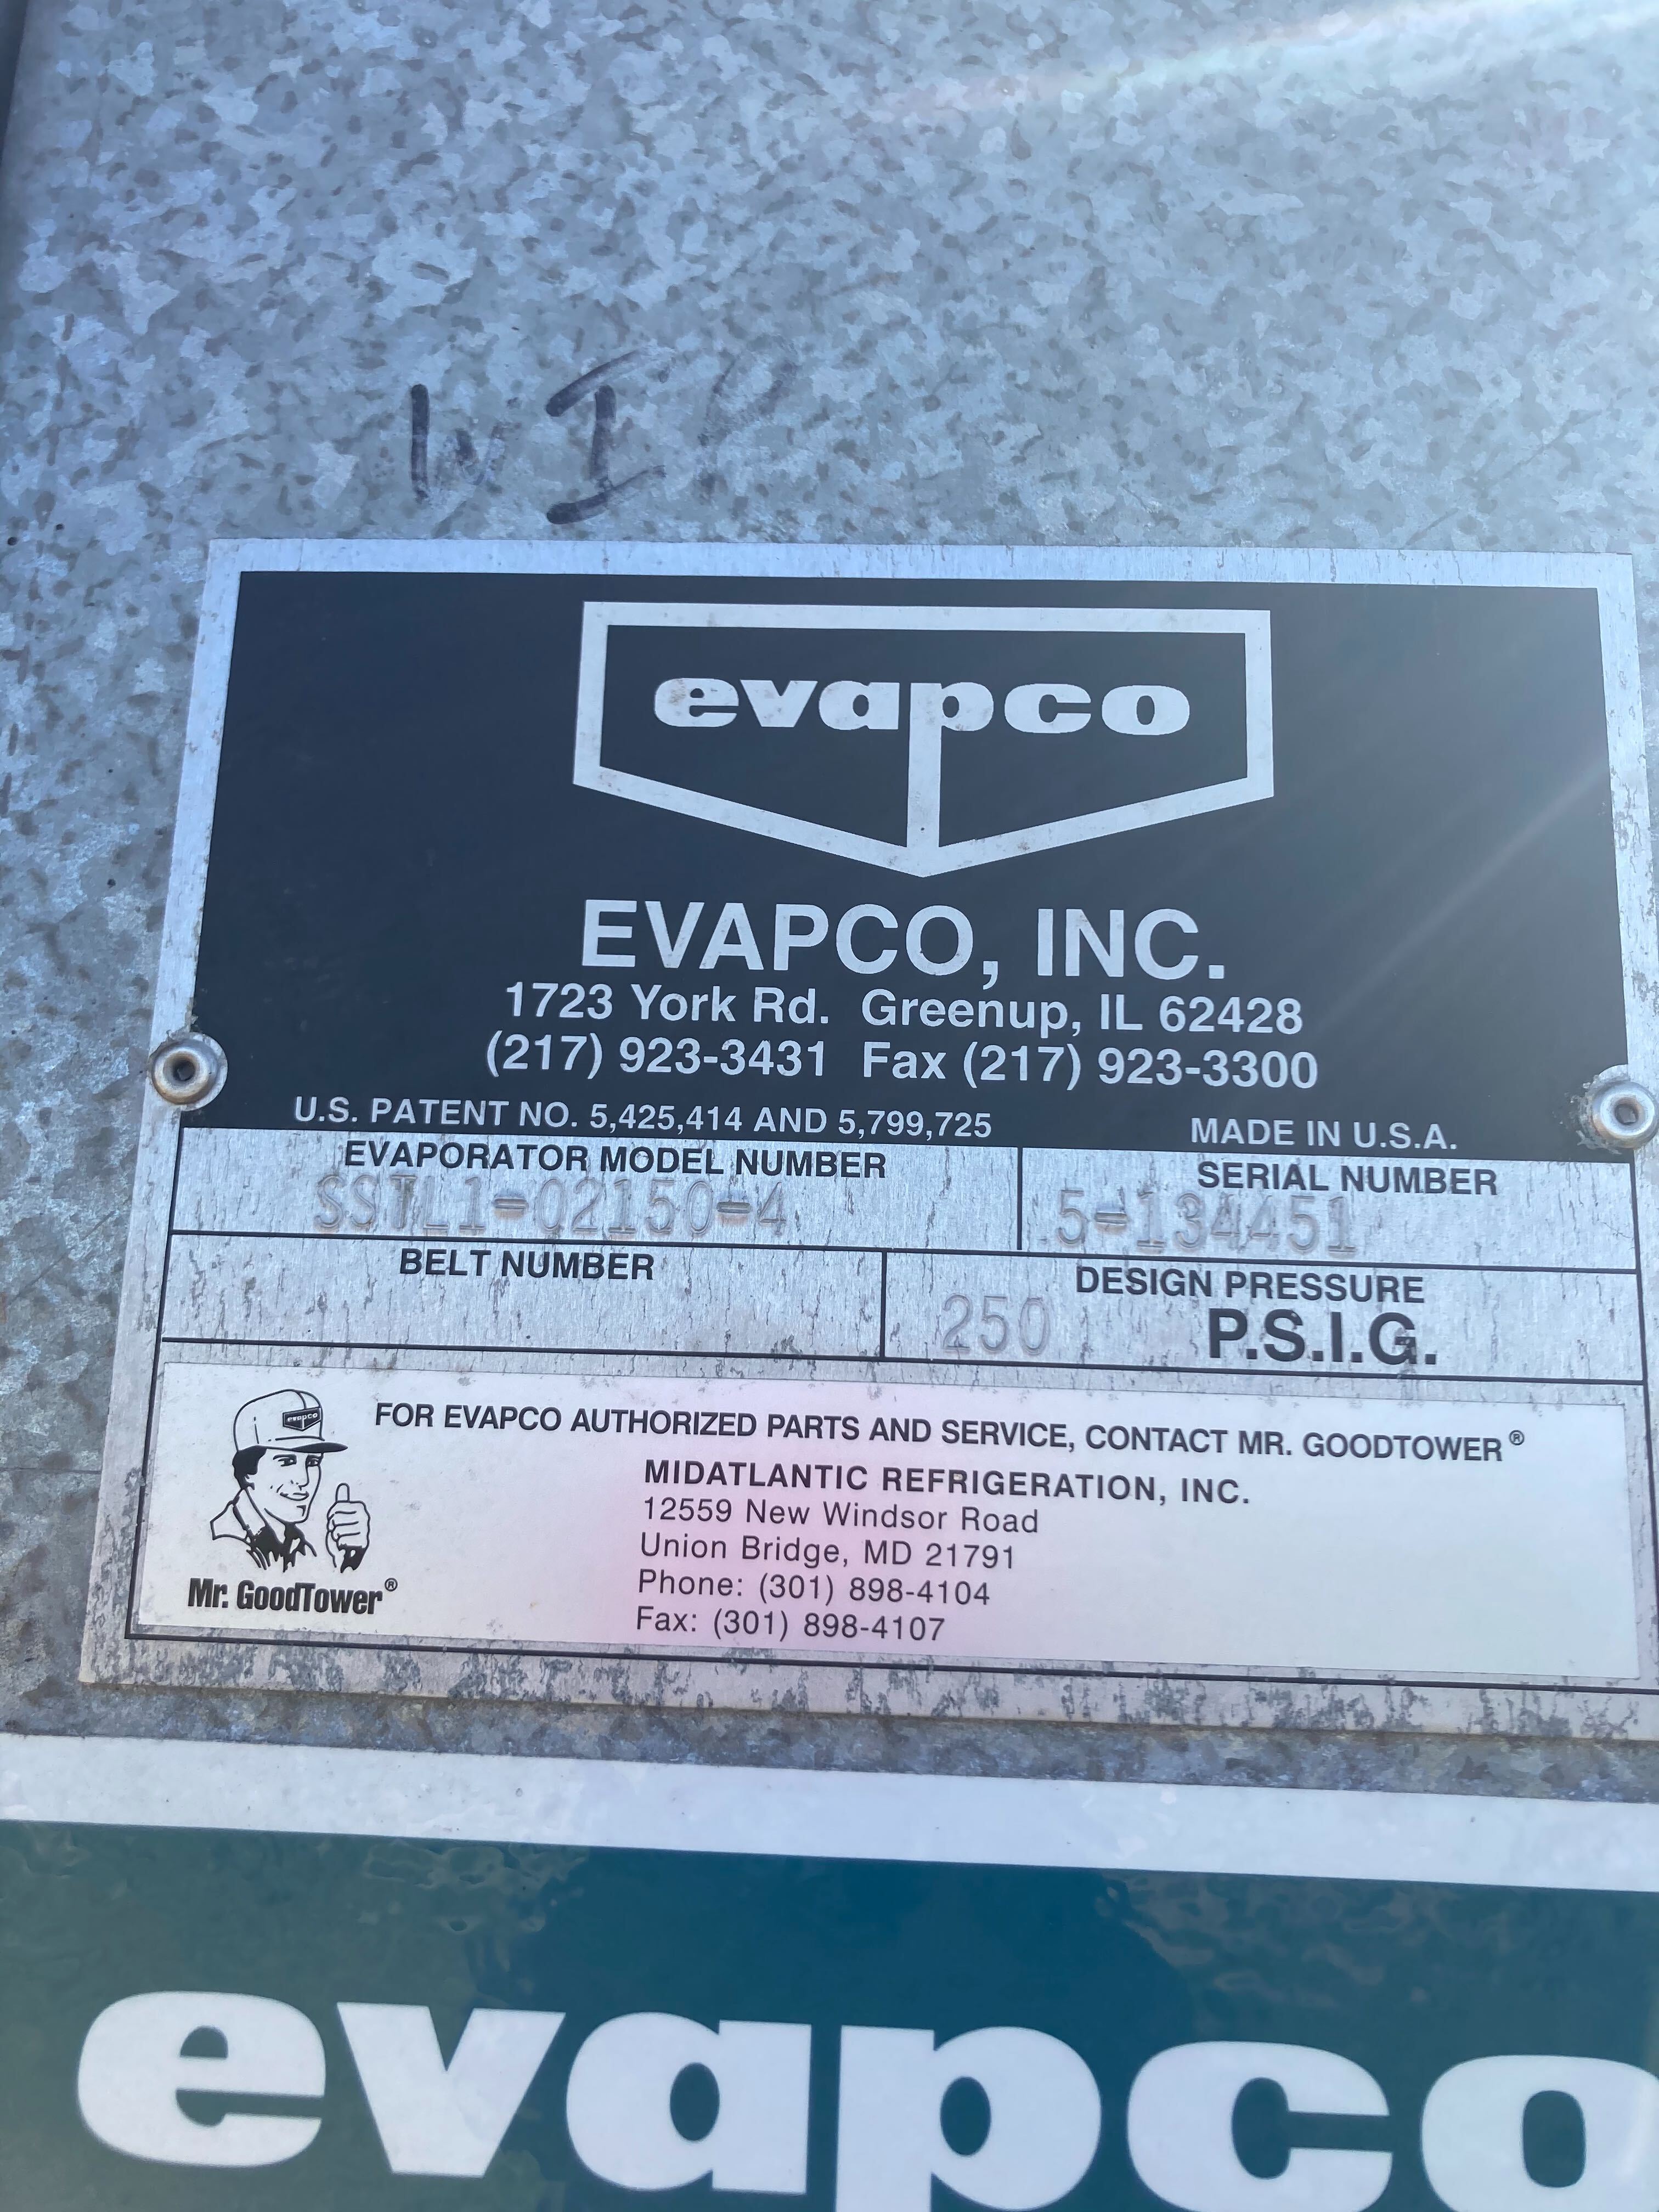 evapco
EVAPCO, INC.
1723 York Rd. Greenup, IL 62428
(217) 923-3431 Fax (217) 923-3300
U.S. PATENT NO. 5,425,414 AND 5,799,725 MADE IN U.S.A.
EVAPORATOR MODEL NUMBER SERIAL NUMBER
SSTL1-02150-4 5-134451
BELT NUMBER DESIGN PRESSURE
250 P.S.I.G.
evapco
FOR EVAPCO AUTHORIZED PARTS AND SERVICE, CONTACT MR. GOODTOWER®
MIDATLANTIC REFRIGERATION, INC.
12559 New Windsor Road
Union Bridge, MD 21791
Phone: (301) 898-4104
Fax: (301) 898-4107
Mr. GoodTower®
evapco